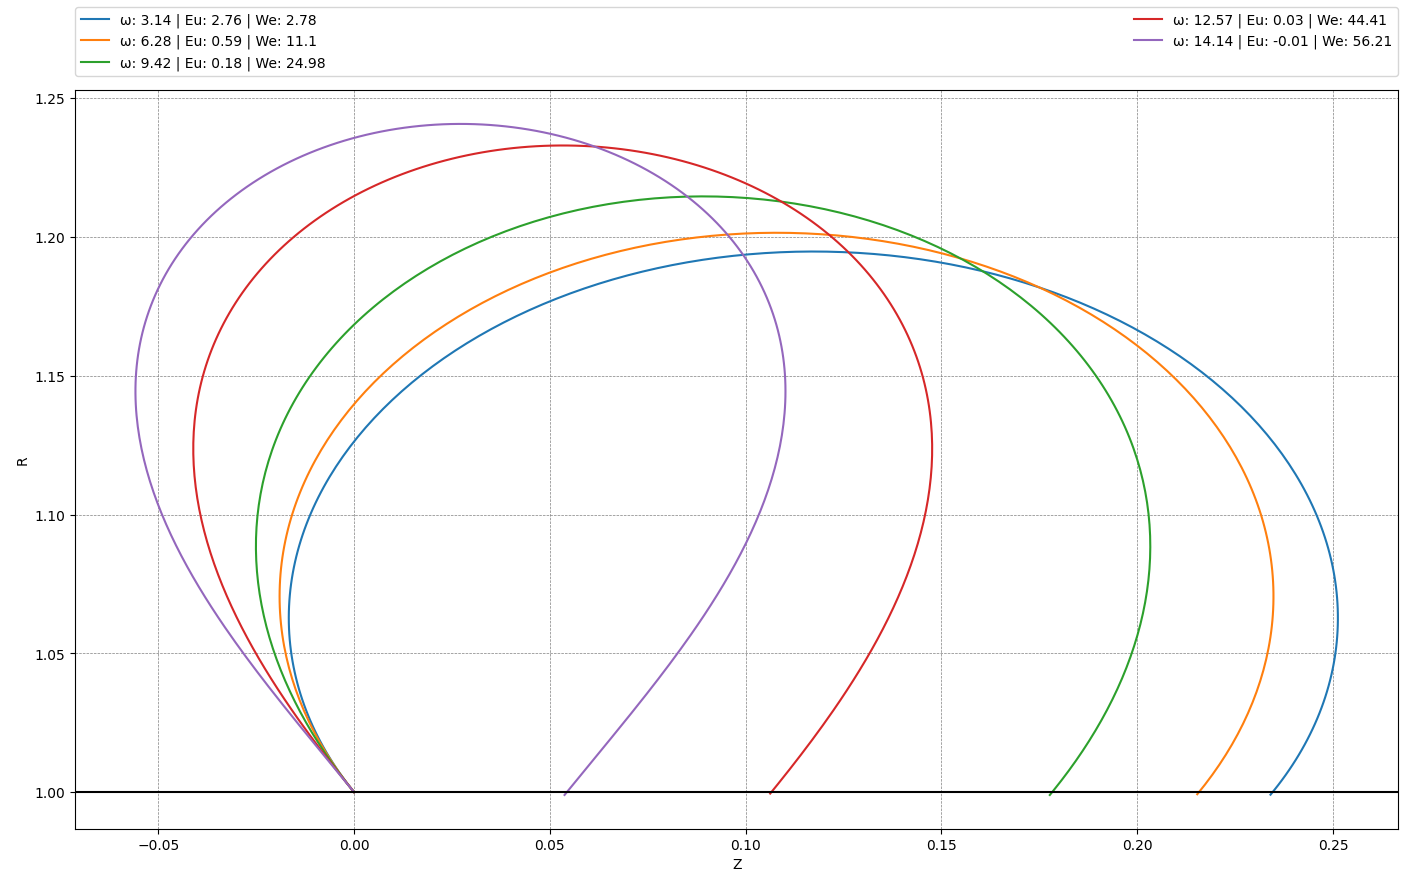 ω: 3.14 | Eu: 2.76 | We: 2.78
ω: 6.28 | Eu: 0.59 | We: 11.1
ω: 9.42 | Eu: 0.18 | We: 24.98
ω: 12.57 | Eu: 0.03 | We: 44.41
ω: 14.14 | Eu: -0.01 | We: 56.21
1.25
1.20
1.15
1.10
1.05
1.00
R
−0.05 0.00 0.05 0.10 0.15 0.20 0.25
Z